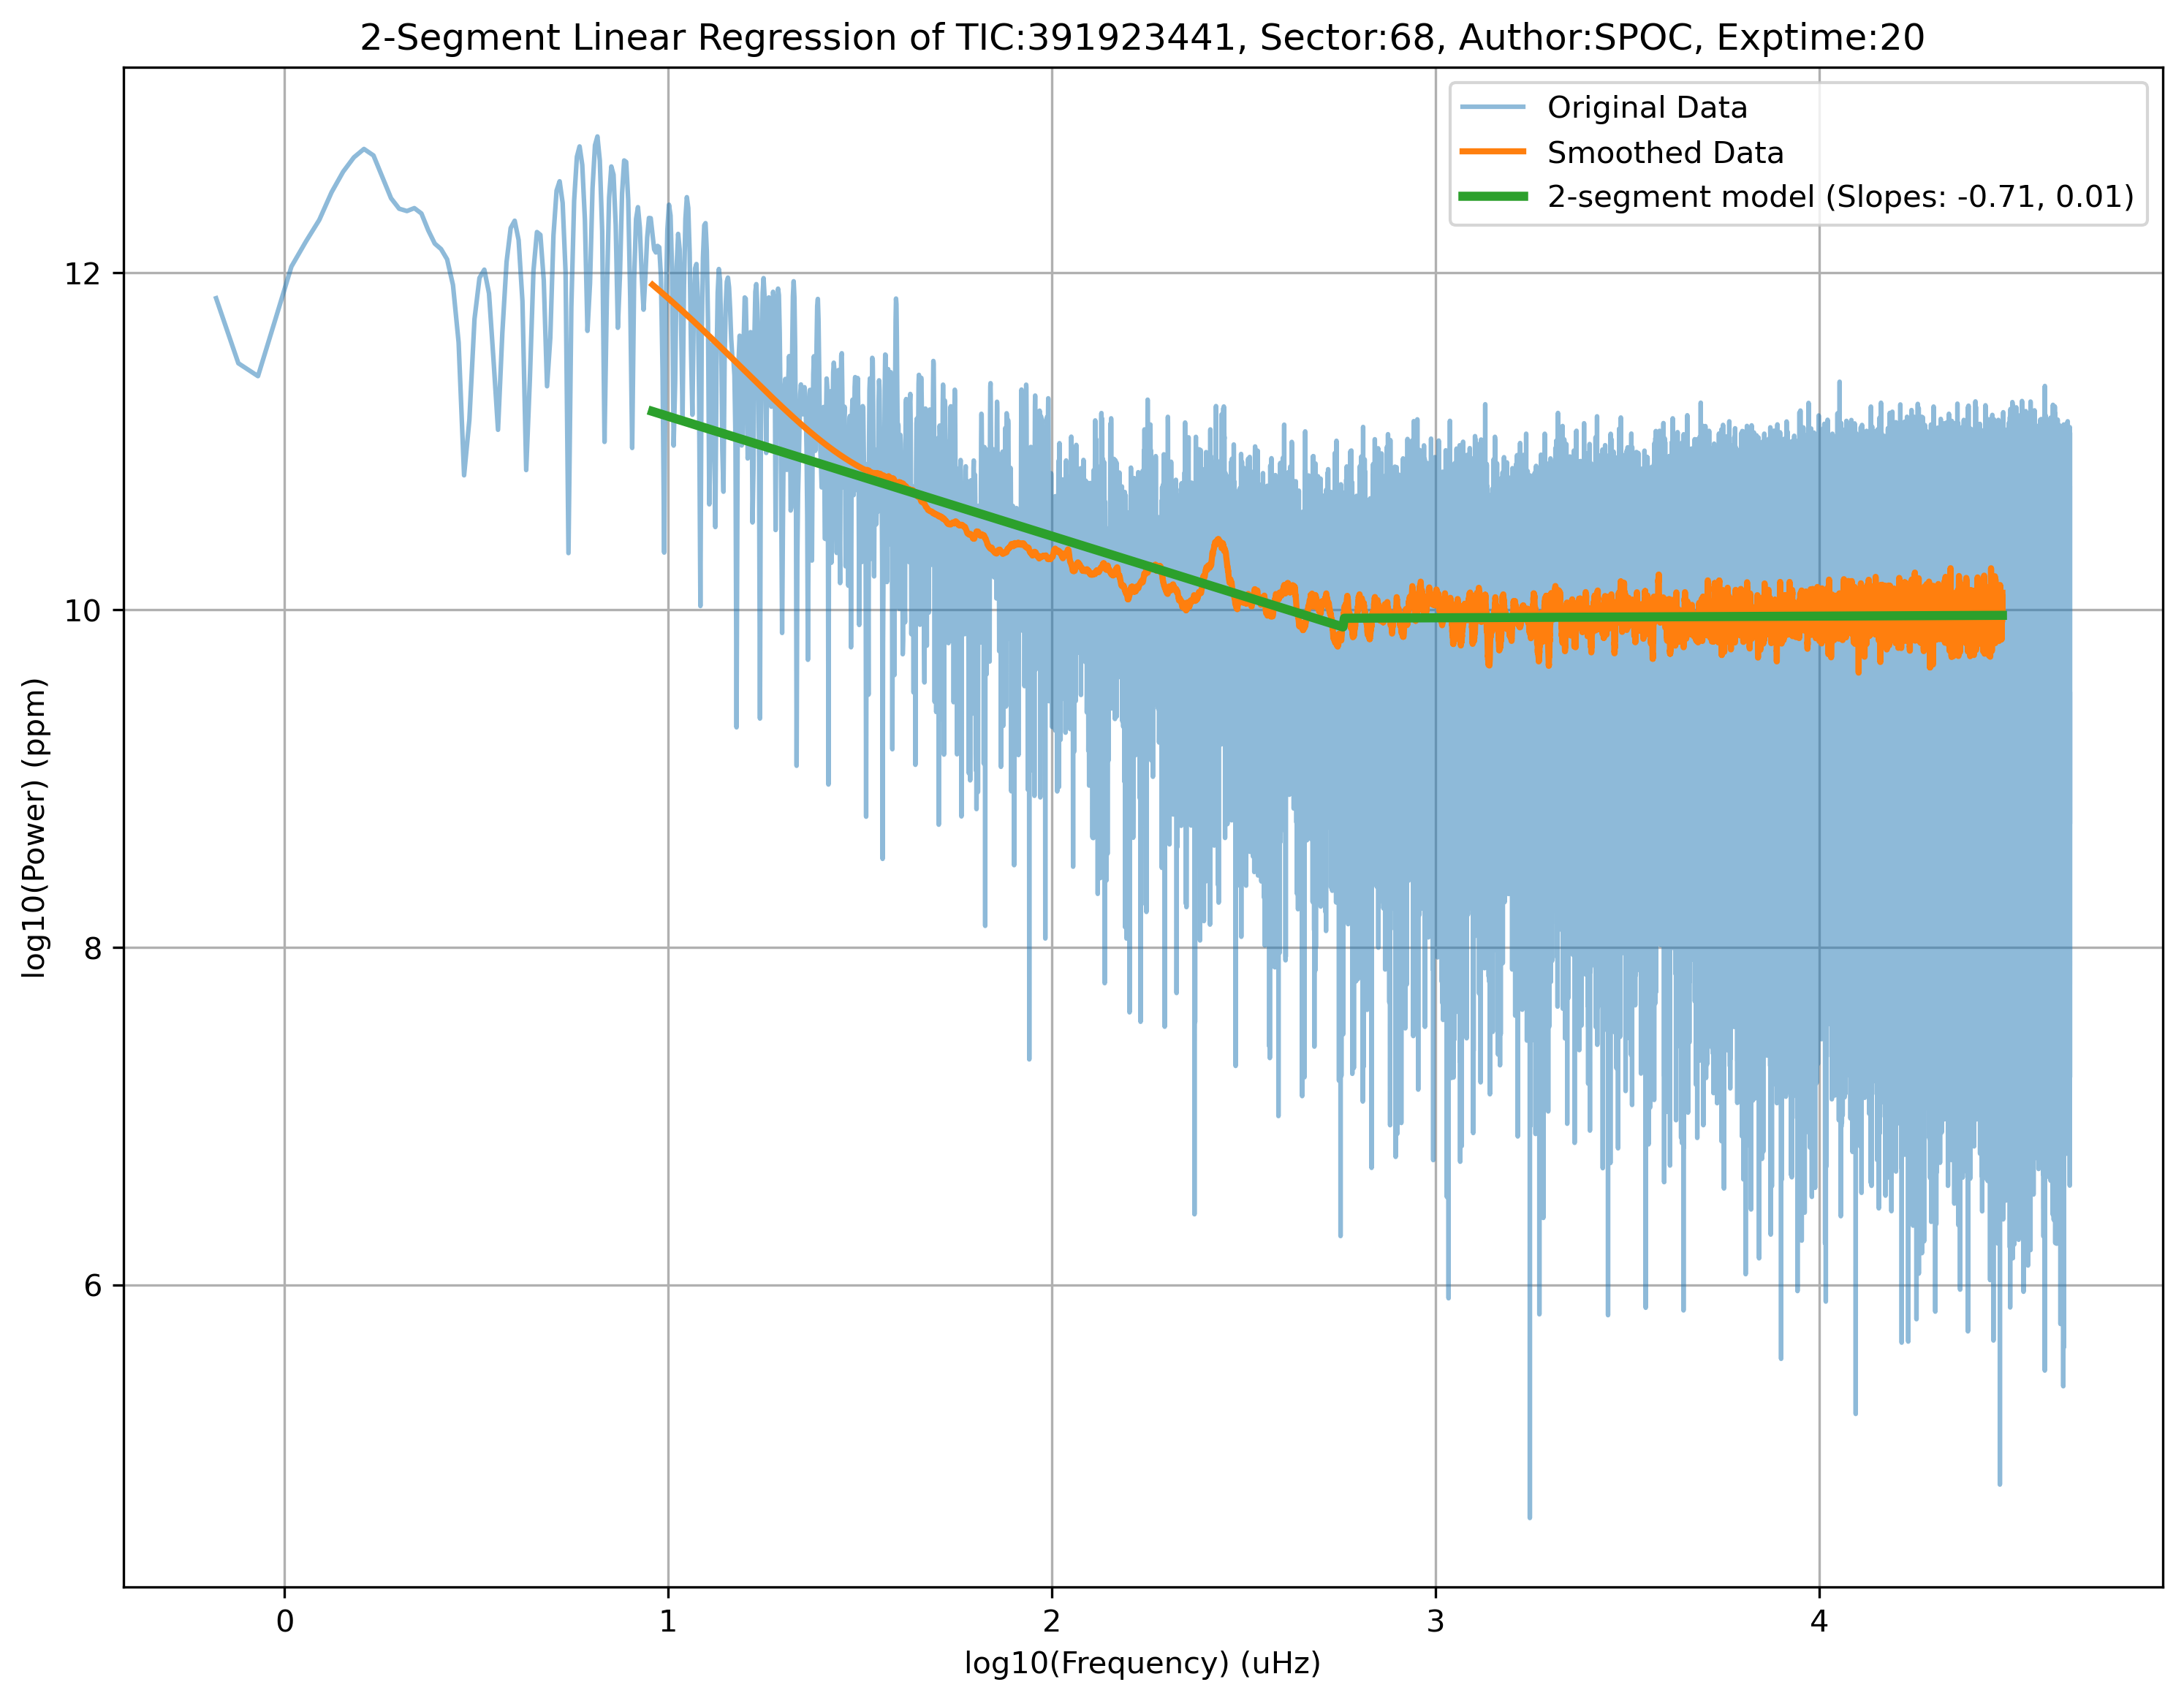 2-Segment Linear Regression of TIC:391923441, Sector:68, Author:SPOC, Exptime:20
Original Data
Smoothed Data
2-segment model (Slopes: -0.71, 0.01)
12
10
8
6
log10(Power) (ppm)
0 1 2 3 4
log10(Frequency) (uHz)